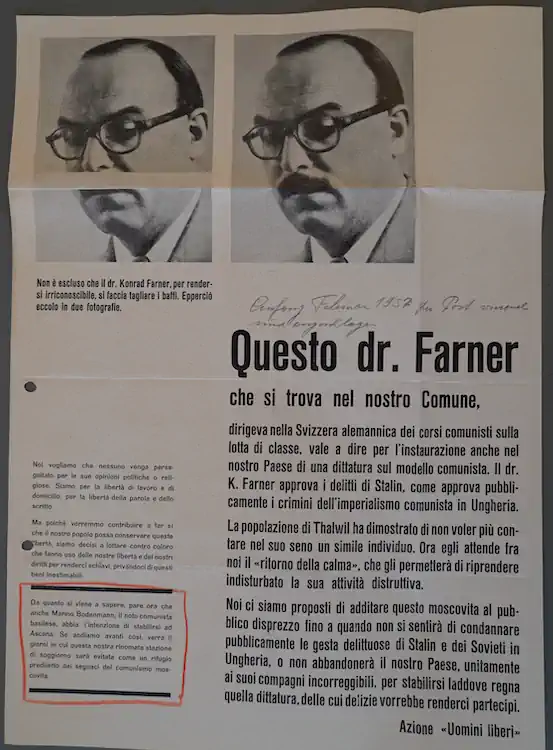 Non è escluso che il dr. Konrad Farner, per render-
si irriconoscibile, si faccia tagliare i baffi. Epperciò
eccolo in due fotografie.
Anfang Februar 1957 per Post
Questo dr. Farner
che si trova nel nostro Comune,
dirigeva nella Svizzera alemannica dei corsi comunisti sulla
lotta di classe, vale a dire per l'instaurazione anche nel
nostro Paese di una dittatura sul modello comunista. Il dr.
K. Farner approva i delitti di Stalin, come approva pubbli-
camente i crimini dell'imperialismo comunista in Ungheria.
La popolazione di Thalwil ha dimostrato di non voler più con-
tare nel suo seno un simile individuo. Ora egli attende fra
noi il «ritorno della calma», che gli permetterà di riprendere
indisturbato la sua attività distruttiva.
Noi ci siamo proposti di additare questo moscovita al pub-
blico disprezzo fino a quando non si sentirà di condannare
pubblicamente le gesta delittuose di Stalin e dei Sovieti in
Ungheria, o non abbandonerà il nostro Paese, unitamente
ai suoi compagni incorreggibili, per stabilirsi laddove regna
quella dittatura, delle cui delizie vorrebbe renderci partecipi.
Azione «Uomini liberi»
Noi vogliamo che nessuno venga perse-
guitato per le sue opinioni politiche o reli-
giose. Siamo per la libertà di lavoro e di
domicilio, per la libertà della parola e dello
scritto.
Ma poichè vorremmo contribuire a far sì
che il nostro popolo possa conservare questa
libertà, siamo decisi a lottare contro coloro
che fanno uso delle nostre libertà e dei nostri
diritti per renderci schiavi, privandoci di questi
beni inestimabili.
Da quanto si viene a sapere, pare ora che
anche Marino Bodenmann, il noto comunista
basilese, abbia l'intenzione di stabilirsi ad
Ascona. Se andiamo avanti così, verrà il
giorno in cui questa nostra rinomata stazione
di soggiorno sarà evitata come un rifugio
prediletto dai seguaci del comunismo mos-
covita.